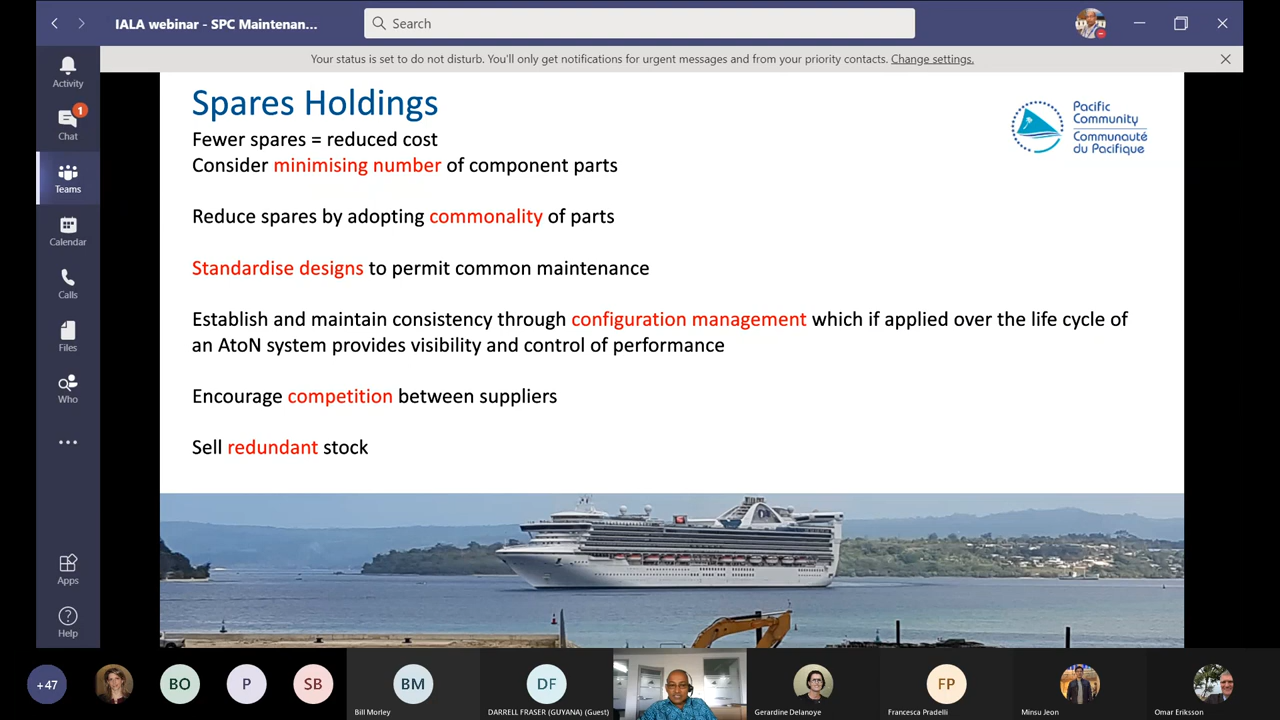 IALA webinar - SPC Maintenan...
Search
Your status is set to do not disturb. You'll only get notifications for urgent messages and from your priority contacts. Change settings.
Activity
1
Chat
Teams
Calendar
Calls
Files
Who
Apps
Help
Spares Holdings
Pacific
Community
Communauté
du Pacifique
Fewer spares = reduced cost
Consider minimising number of component parts
Reduce spares by adopting commonality of parts
Standardise designs to permit common maintenance
Establish and maintain consistency through configuration management which if applied over the life cycle of
an AtoN system provides visibility and control of performance
Encourage competition between suppliers
Sell redundant stock
+47
BO
P
SB
BM
Bill Morley
DF
DARRELL FRASER (GUYANA) (Guest)
Gerardine Delanoye
FP
Francesca Pradelli
Minsu Jeon
Omar Eriksson